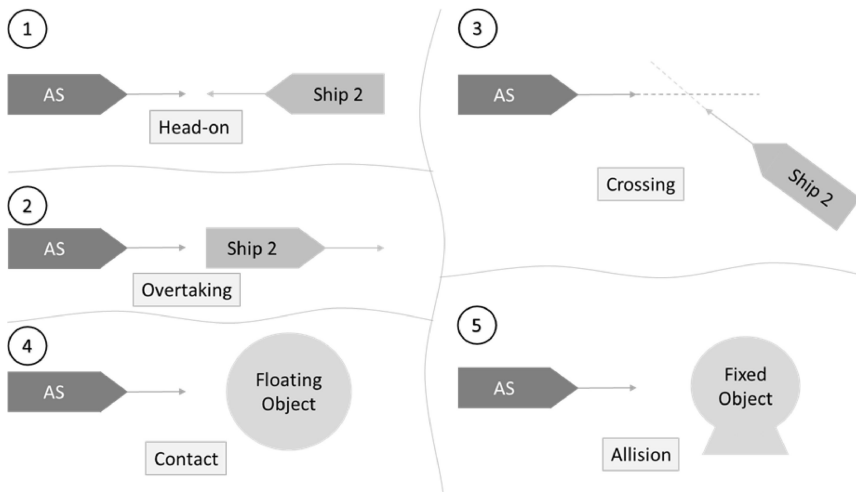 1
AS
Ship 2
Head-on
2
AS
Ship 2
Overtaking
3
AS
Ship 2
Crossing
4
AS
Floating
Object
Contact
5
AS
Fixed
Object
Allision